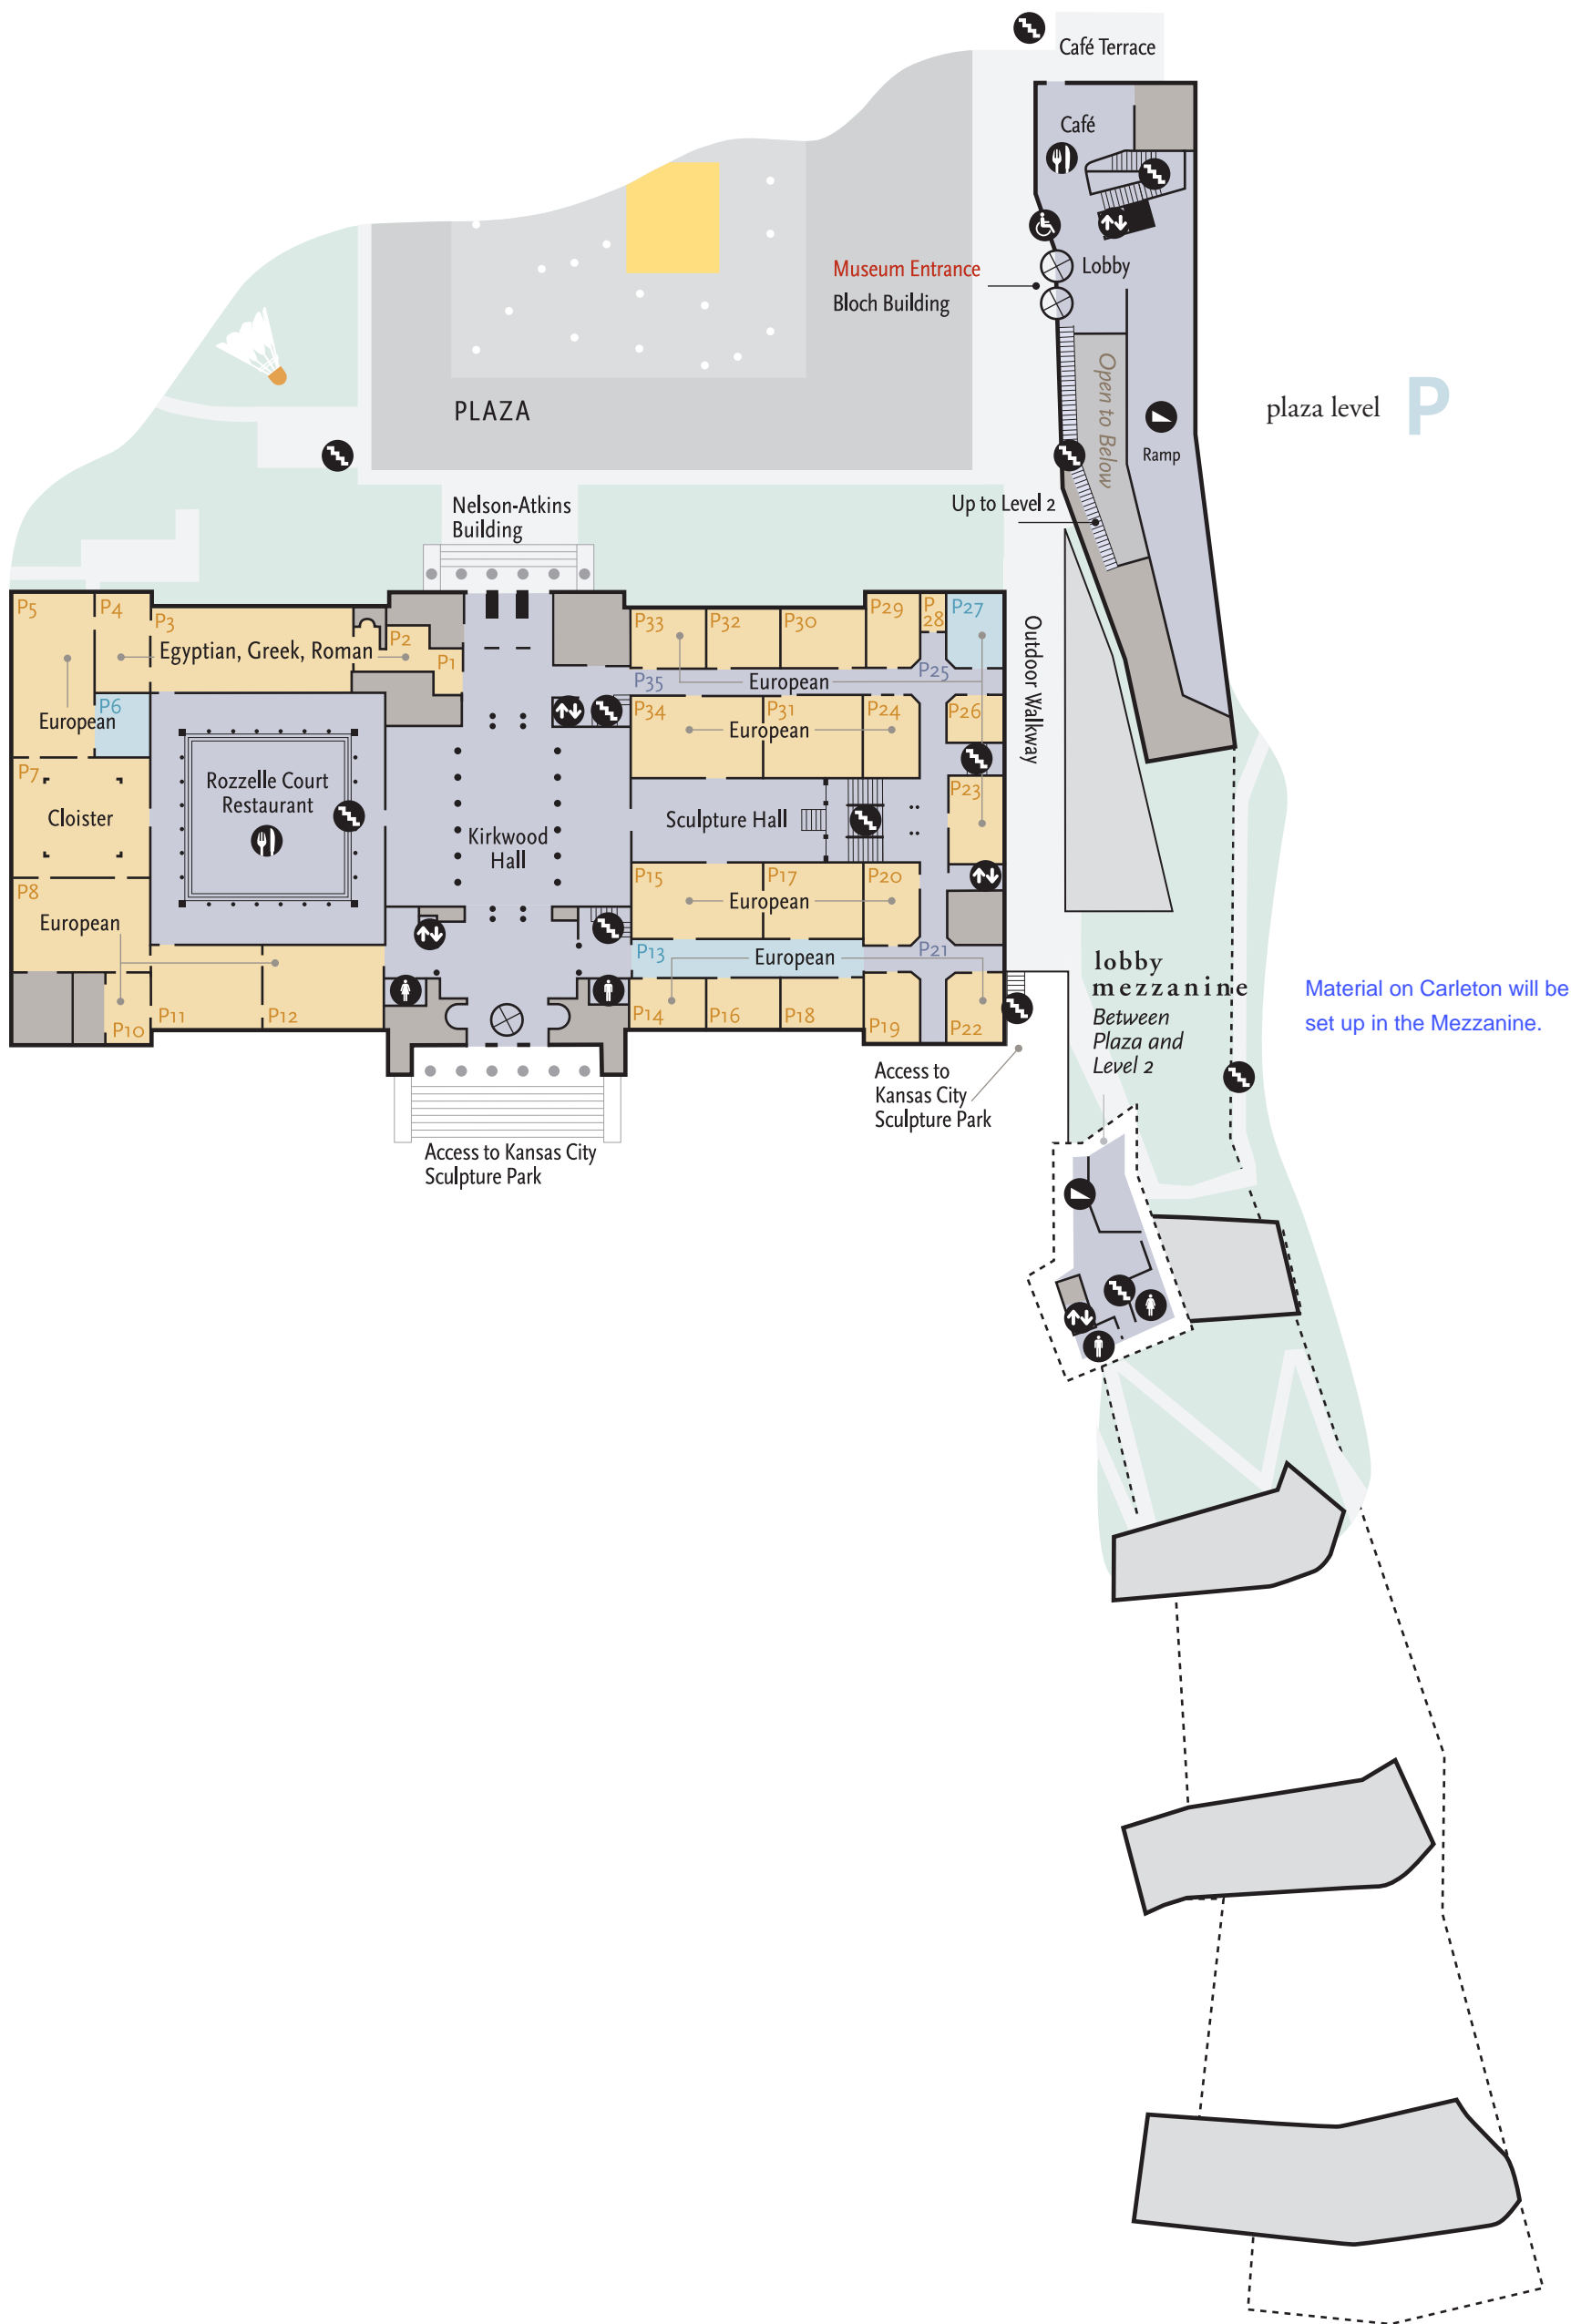 Café Terrace
Café
Museum Entrance
Bloch Building
Lobby
Open to Below
Ramp
plaza level P
PLAZA
Up to Level 2
Nelson-Atkins
Building
P5
P4
P3
Egyptian, Greek, Roman
P2
P1
P33
P32
P30
P29
P
28
P27
P35
European
P25
P6
European
P34
P31
P24
European
P26
Outdoor Walkway
P7
Cloister
Rozzelle Court
Restaurant
Kirkwood
Hall
Sculpture Hall
P23
P8
European
P15
P17
P20
European
P13
European
P21
P10
P11
P12
P14
P16
P18
P19
P22
lobby
mezzanine
Between
Plaza and
Level 2
Material on Carleton will be
set up in the Mezzanine.
Access to
Kansas City
Sculpture Park
Access to Kansas City
Sculpture Park